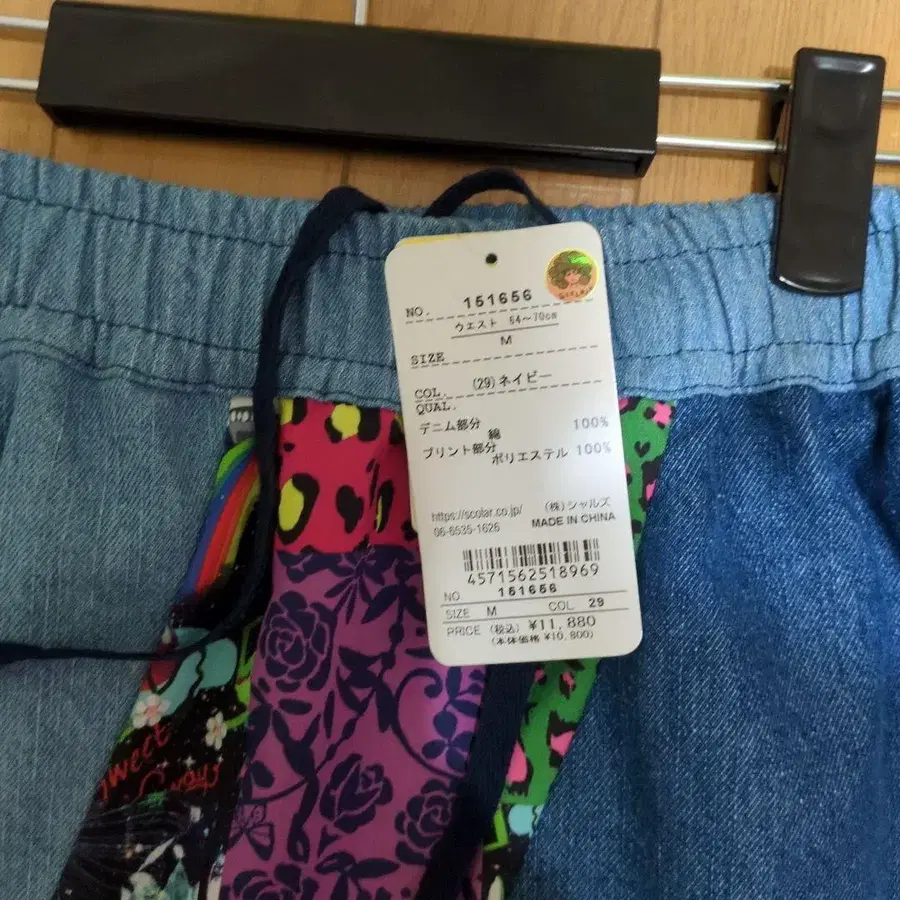 NO. 151656
ウエスト 64~70cm
M
SIZE
COL. (29)ネイビー
QUAL.
デニム部分
綿 100%
プリント部分
ポリエステル 100%
https://scolar.co.jp/ (株)シャルズ
06-6535-1626 MADE IN CHINA
4571562518969
NO. 151656
SIZE M COL 29
PRICE (税込) ¥11,880
(本体価格 ¥10,800)
Sweet